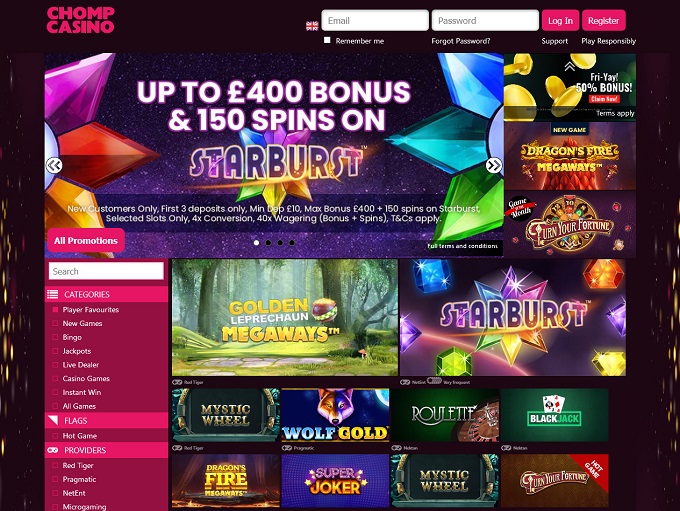 CHOMP
CASINO
Email
Password
Log In
Register
Remember me
Forgot Password?
Support
Play Responsibly
UP TO £400 BONUS
& 150 SPINS ON
STARBURST™
New Customers Only, First 3 deposits only, Min Dep £10, Max Bonus £400 + 150 spins on Starburst,
Selected Slots Only, 4x Conversion, 40x Wagering (Bonus + Spins), T&Cs apply.
All Promotions
Full terms and conditions
Fri-Yay!
50% BONUS!
Claim Now!
Terms apply
NEW GAME
DRAGON'S FIRE
MEGAWAYS™
Game
of the
Month
TURN YOUR FORTUNE
Search
CATEGORIES
Player Favourites
New Games
Bingo
Jackpots
Live Dealer
Casino Games
Instant Win
All Games
FLAGS
Hot Game
PROVIDERS
Red Tiger
Pragmatic
NetEnt
Microgaming
GOLDEN
LEPRECHAUN
MEGAWAYS™
Red Tiger
STARBURST™
NetEnt
Very frequent
MYSTIC
WHEEL
Red Tiger
WOLF GOLD
Pragmatic
ROULETTE
Nektan
BLACKJACK
Nektan
DRAGON'S
FIRE
MEGAWAYS
SUPER
JOKER
MYSTIC
WHEEL
TURN YOUR FORTUNE
HOT
GAME